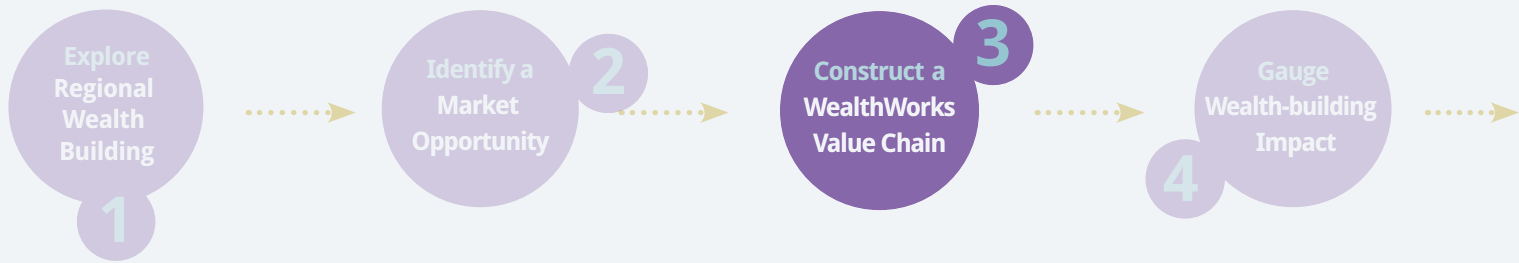 Explore
Regional
Wealth
Building
1
Identify a
Market
Opportunity
2
Construct a
WealthWorks
Value Chain
3
Gauge
Wealth-building
Impact
4